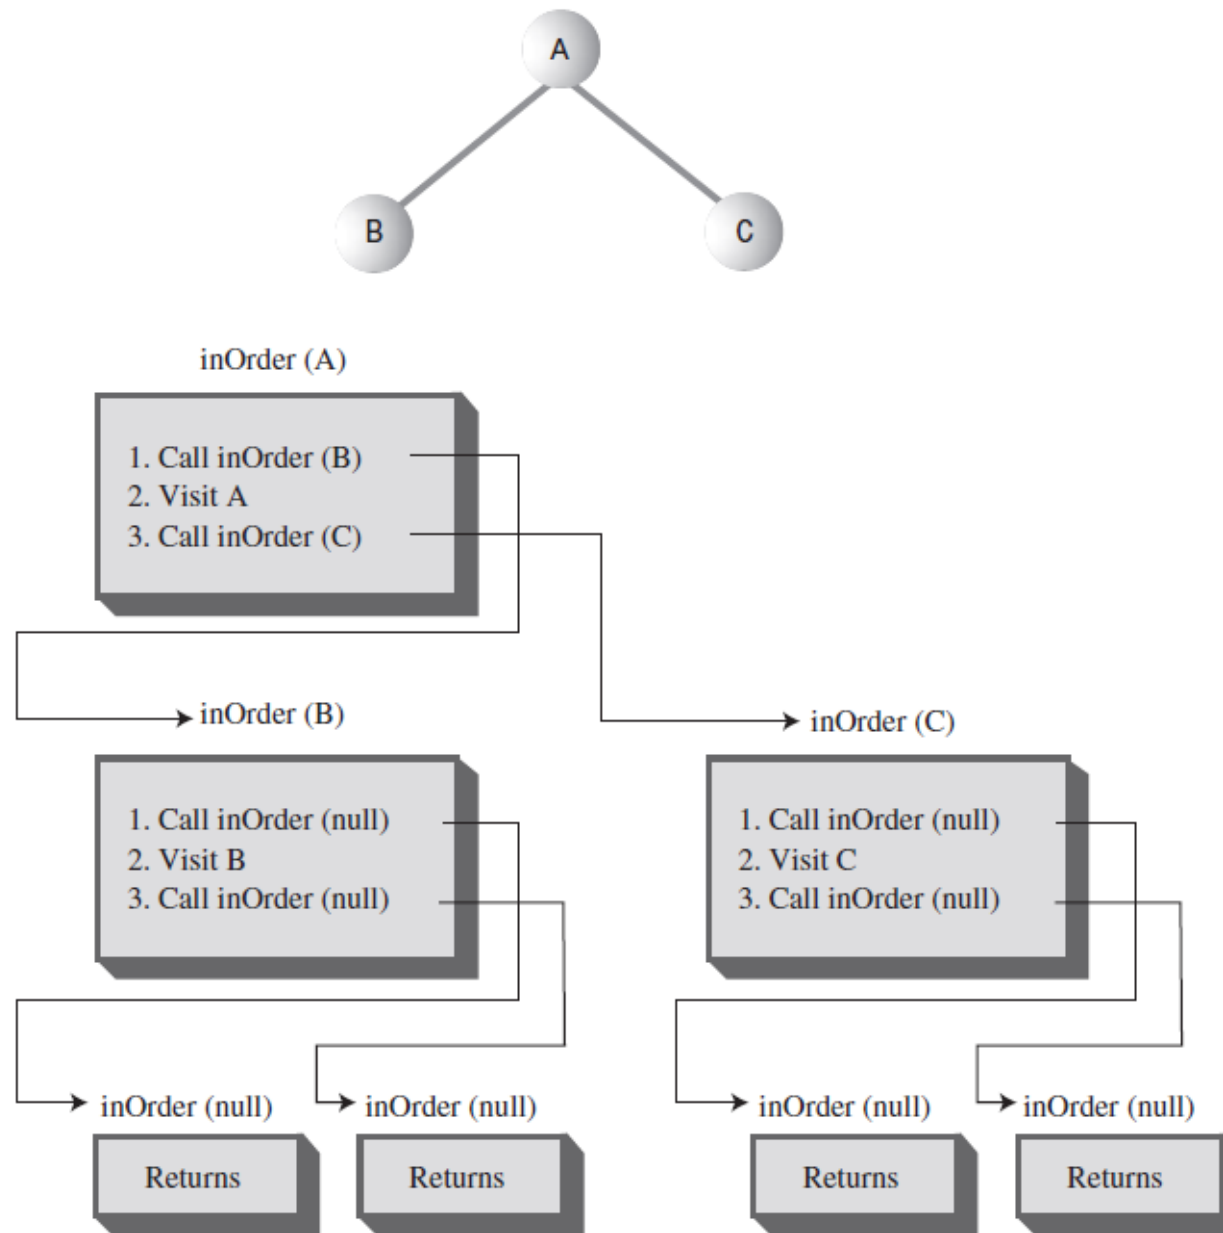 A
B
C
inOrder (A)
1. Call inOrder (B)
2. Visit A
3. Call inOrder (C)
inOrder (B)
inOrder (C)
1. Call inOrder (null)
2. Visit B
3. Call inOrder (null)
1. Call inOrder (null)
2. Visit C
3. Call inOrder (null)
inOrder (null)
inOrder (null)
inOrder (null)
inOrder (null)
Returns
Returns
Returns
Returns